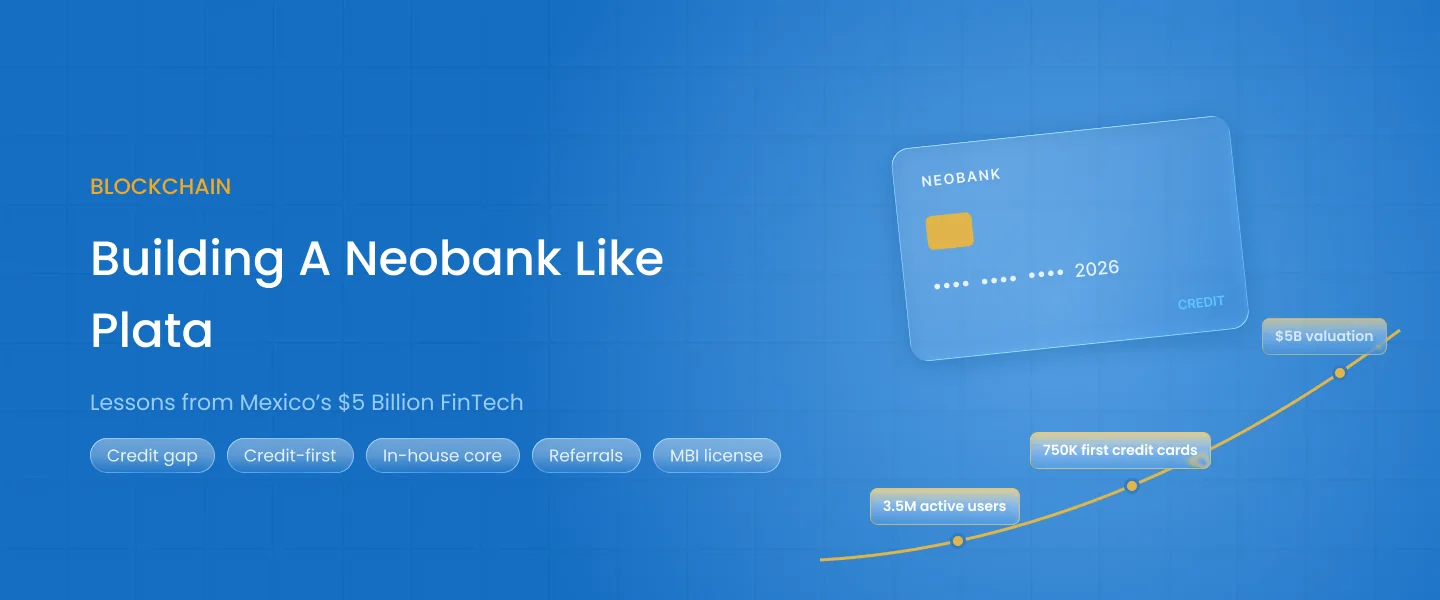 BLOCKCHAIN
Building A Neobank Like
Plata
Lessons from Mexico’s $5 Billion FinTech
Credit gap
Credit-first
In-house core
Referrals
MBI license
NEOBANK
•••• •••• •••• 2026
CREDIT
$5B valuation
750K first credit cards
3.5M active users